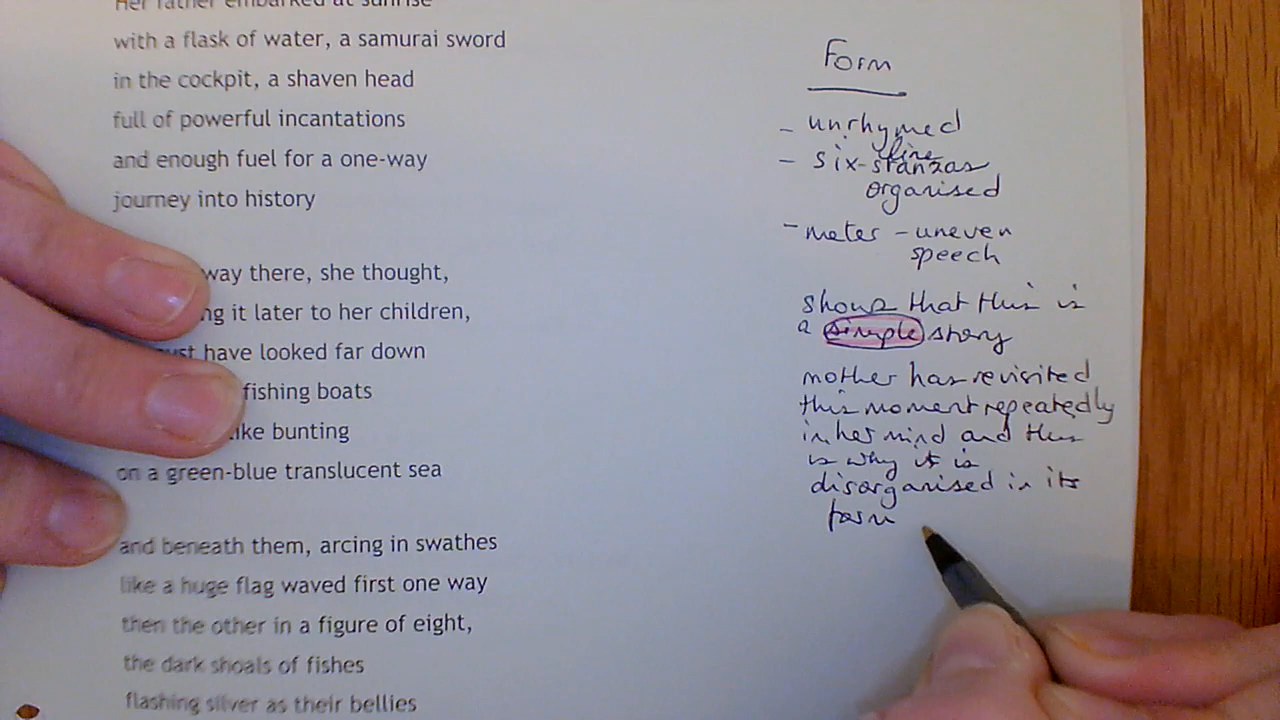 Her father embarked at sunrise
with a flask of water, a samurai sword
in the cockpit, a shaven head
full of powerful incantations
and enough fuel for a one-way
journey into history
way there, she thought,
it later to her children,
have looked far down
fishing boats
like bunting
on a green-blue translucent sea
and beneath them, arcing in swathes
like a huge flag waved first one way
then the other in a figure of eight,
the dark shoals of fishes
flashing silver as their bellies
Form
- unrhymed
line
- six-stanzas
organised
- meter - uneven
speech
shows that this is
a simple story
mother has revisited
this moment repeatedly
in her mind and this
is why it is
disorganised in its
form